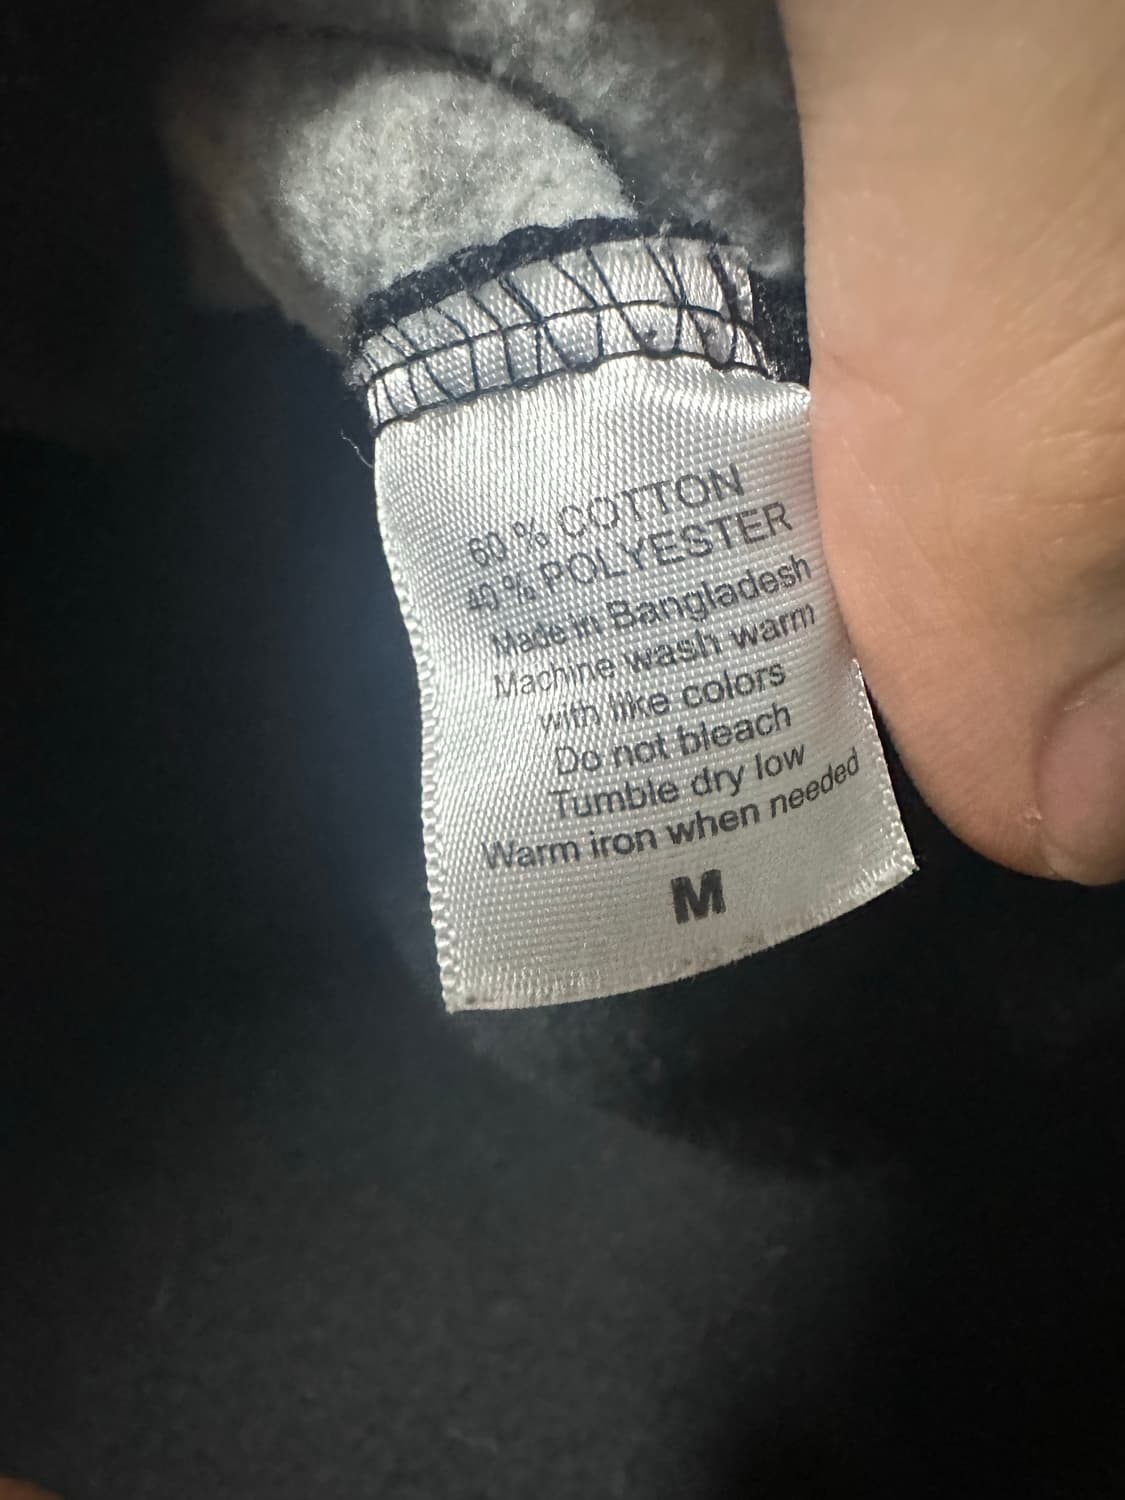 60 % COTTON
40 % POLYESTER
Made in Bangladesh
Machine wash warm
with like colors
Do not bleach
Tumble dry low
Warm iron when needed
M